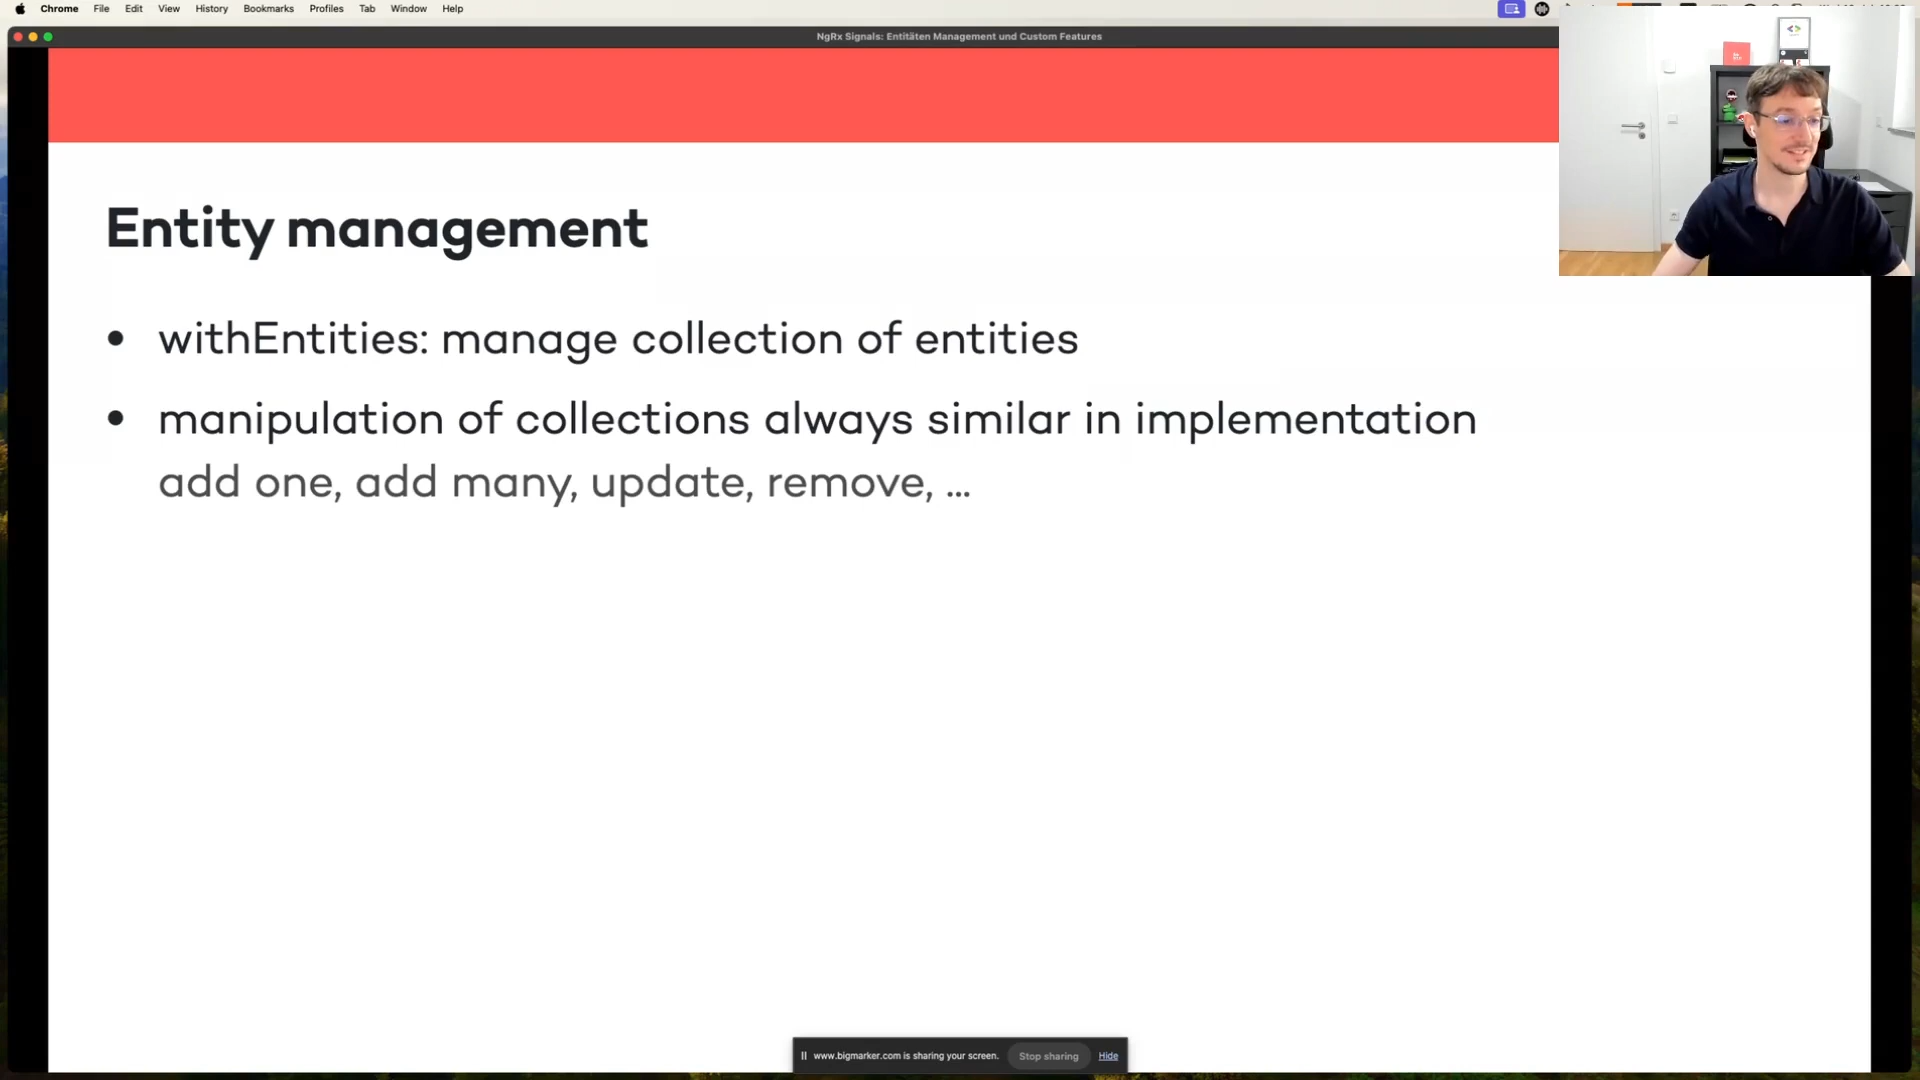 Chrome File Edit View History Bookmarks Profiles Tab Window Help
NgRx Signals: Entitäten Management und Custom Features
Entity management
• withEntities: manage collection of entities
• manipulation of collections always similar in implementation
add one, add many, update, remove, ...
www.bigmarker.com is sharing your screen. Stop sharing Hide